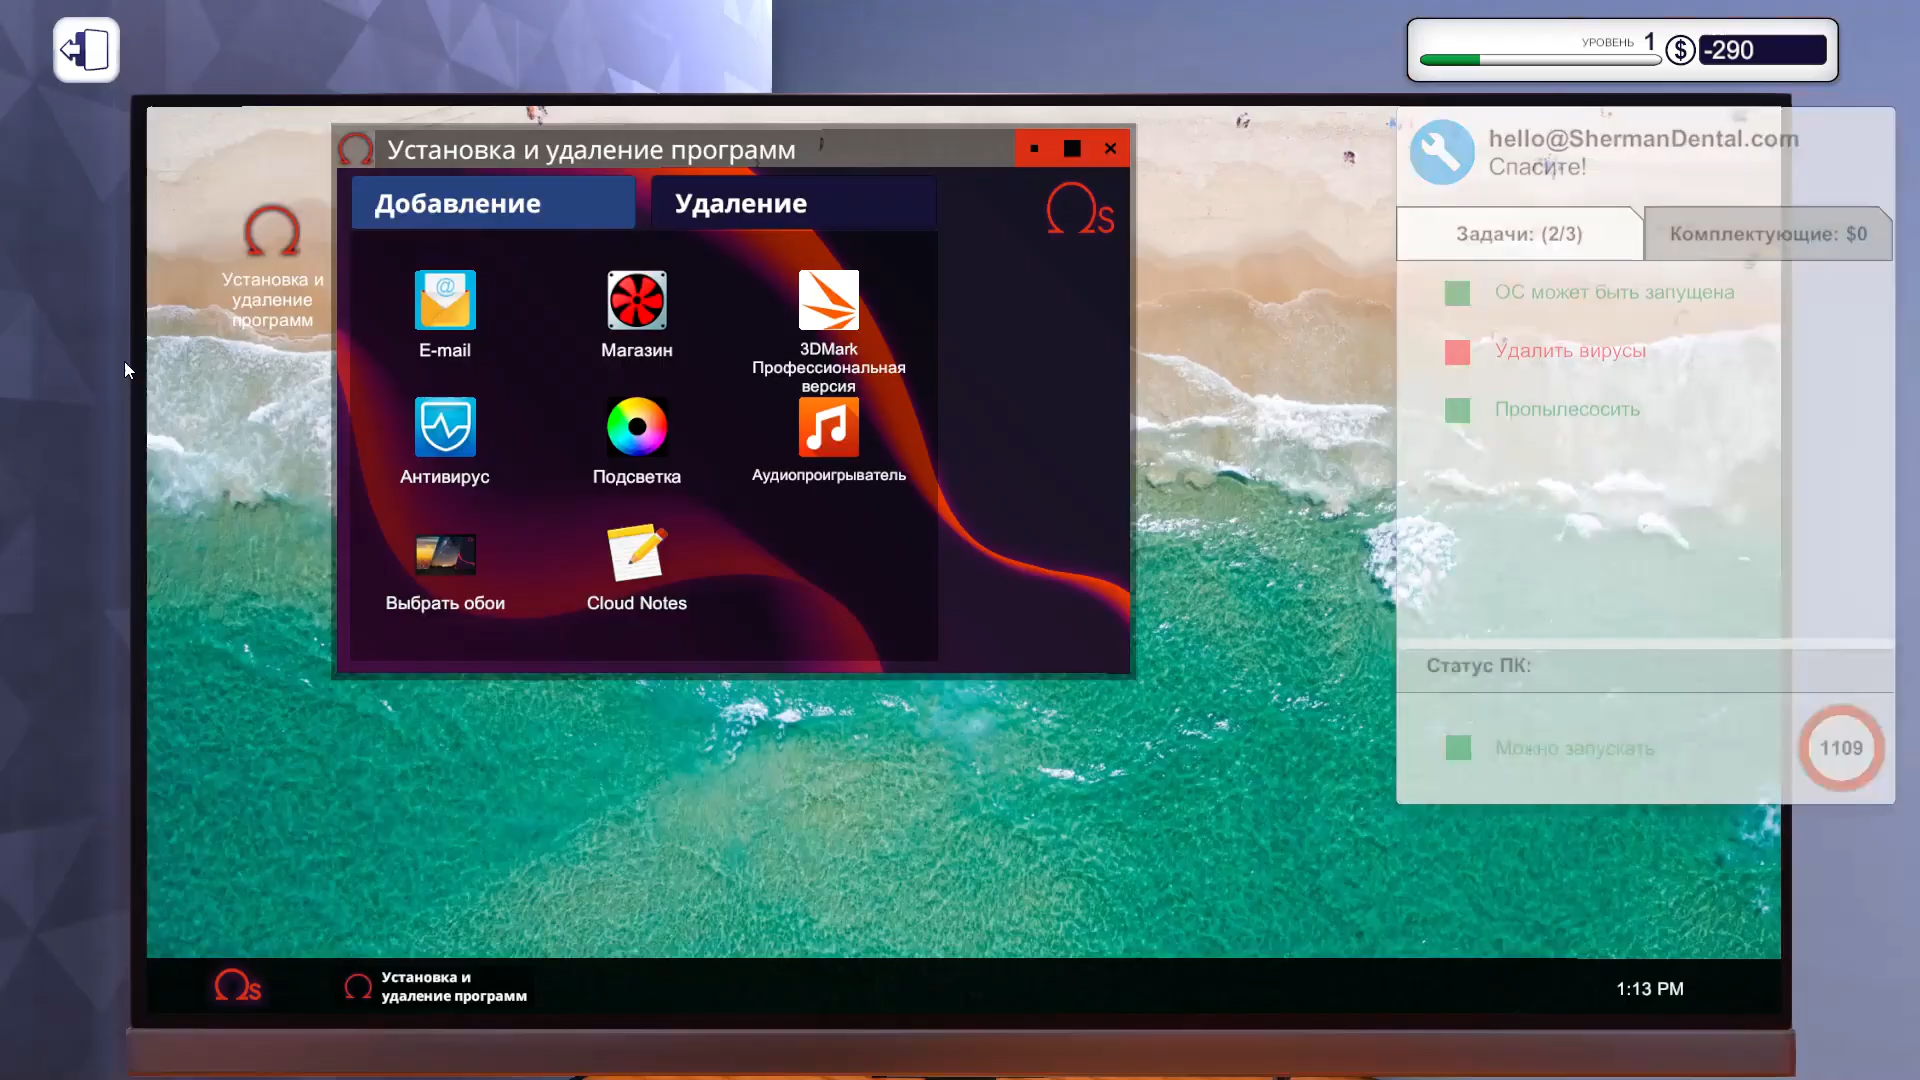 УРОВЕНЬ 1
$ -290
hello@ShermanDental.com
Спасите!
Задачи: (2/3)
Комплектующие: $0
ОС может быть запущена
Удалить вирусы
Пропылесосить
Статус ПК:
Можно запускать
1109
Установка и
удаление
программ
Установка и удаление программ
Добавление
Удаление
Ωs
E-mail
Магазин
3DMark
Профессиональная
версия
Антивирус
Подсветка
Аудиопроигрыватель
Выбрать обои
Cloud Notes
Ωs
Установка и
удаление программ
1:13 PM